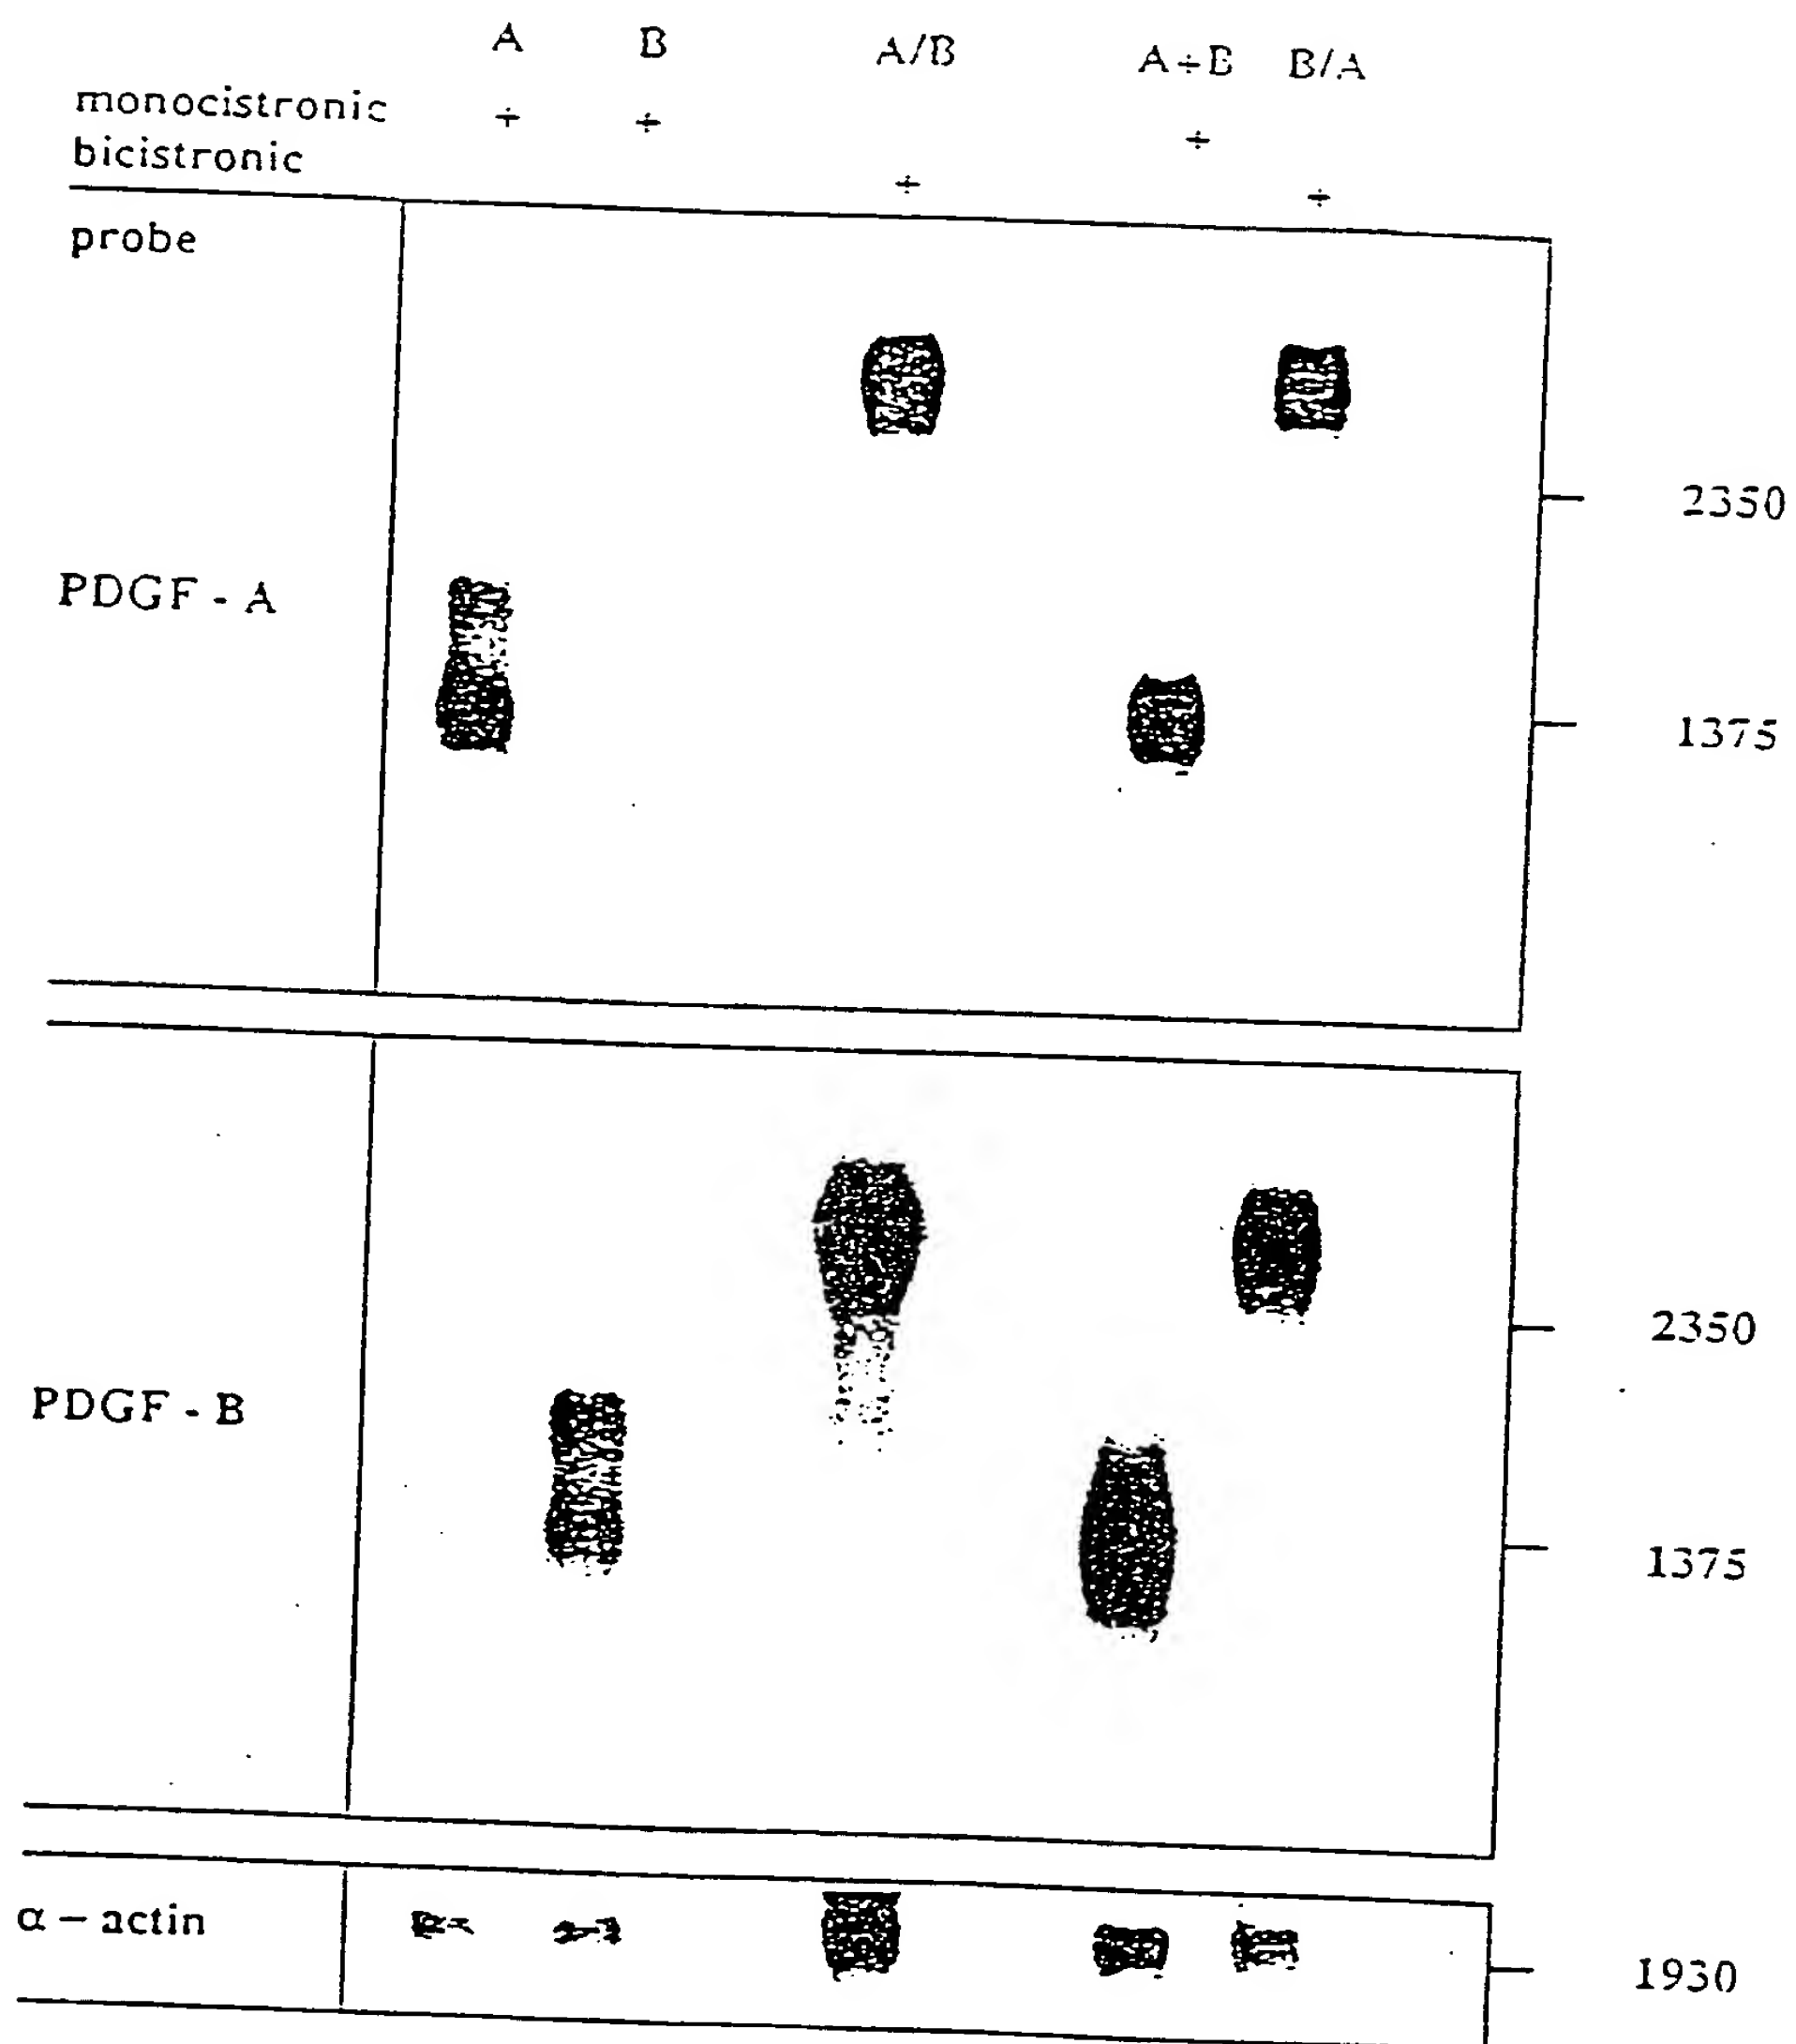 A B A/B A+B B/A
monocistronic + + +
bicistronic + +
probe
2350
PDGF - A
1375
2350
PDGF - B
1375
α - actin
1930